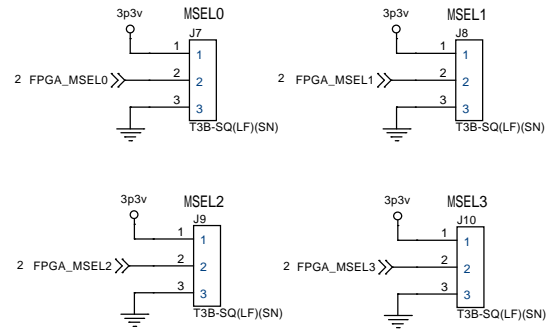 3p3v MSEL0
J7
1 1
2 FPGA_MSEL0 2 2
3 3
T3B-SQ(LF)(SN)
3p3v MSEL1
J8
1 1
2 FPGA_MSEL1 2 2
3 3
T3B-SQ(LF)(SN)
3p3v MSEL2
J9
1 1
2 FPGA_MSEL2 2 2
3 3
T3B-SQ(LF)(SN)
3p3v MSEL3
J10
1 1
2 FPGA_MSEL3 2 2
3 3
T3B-SQ(LF)(SN)